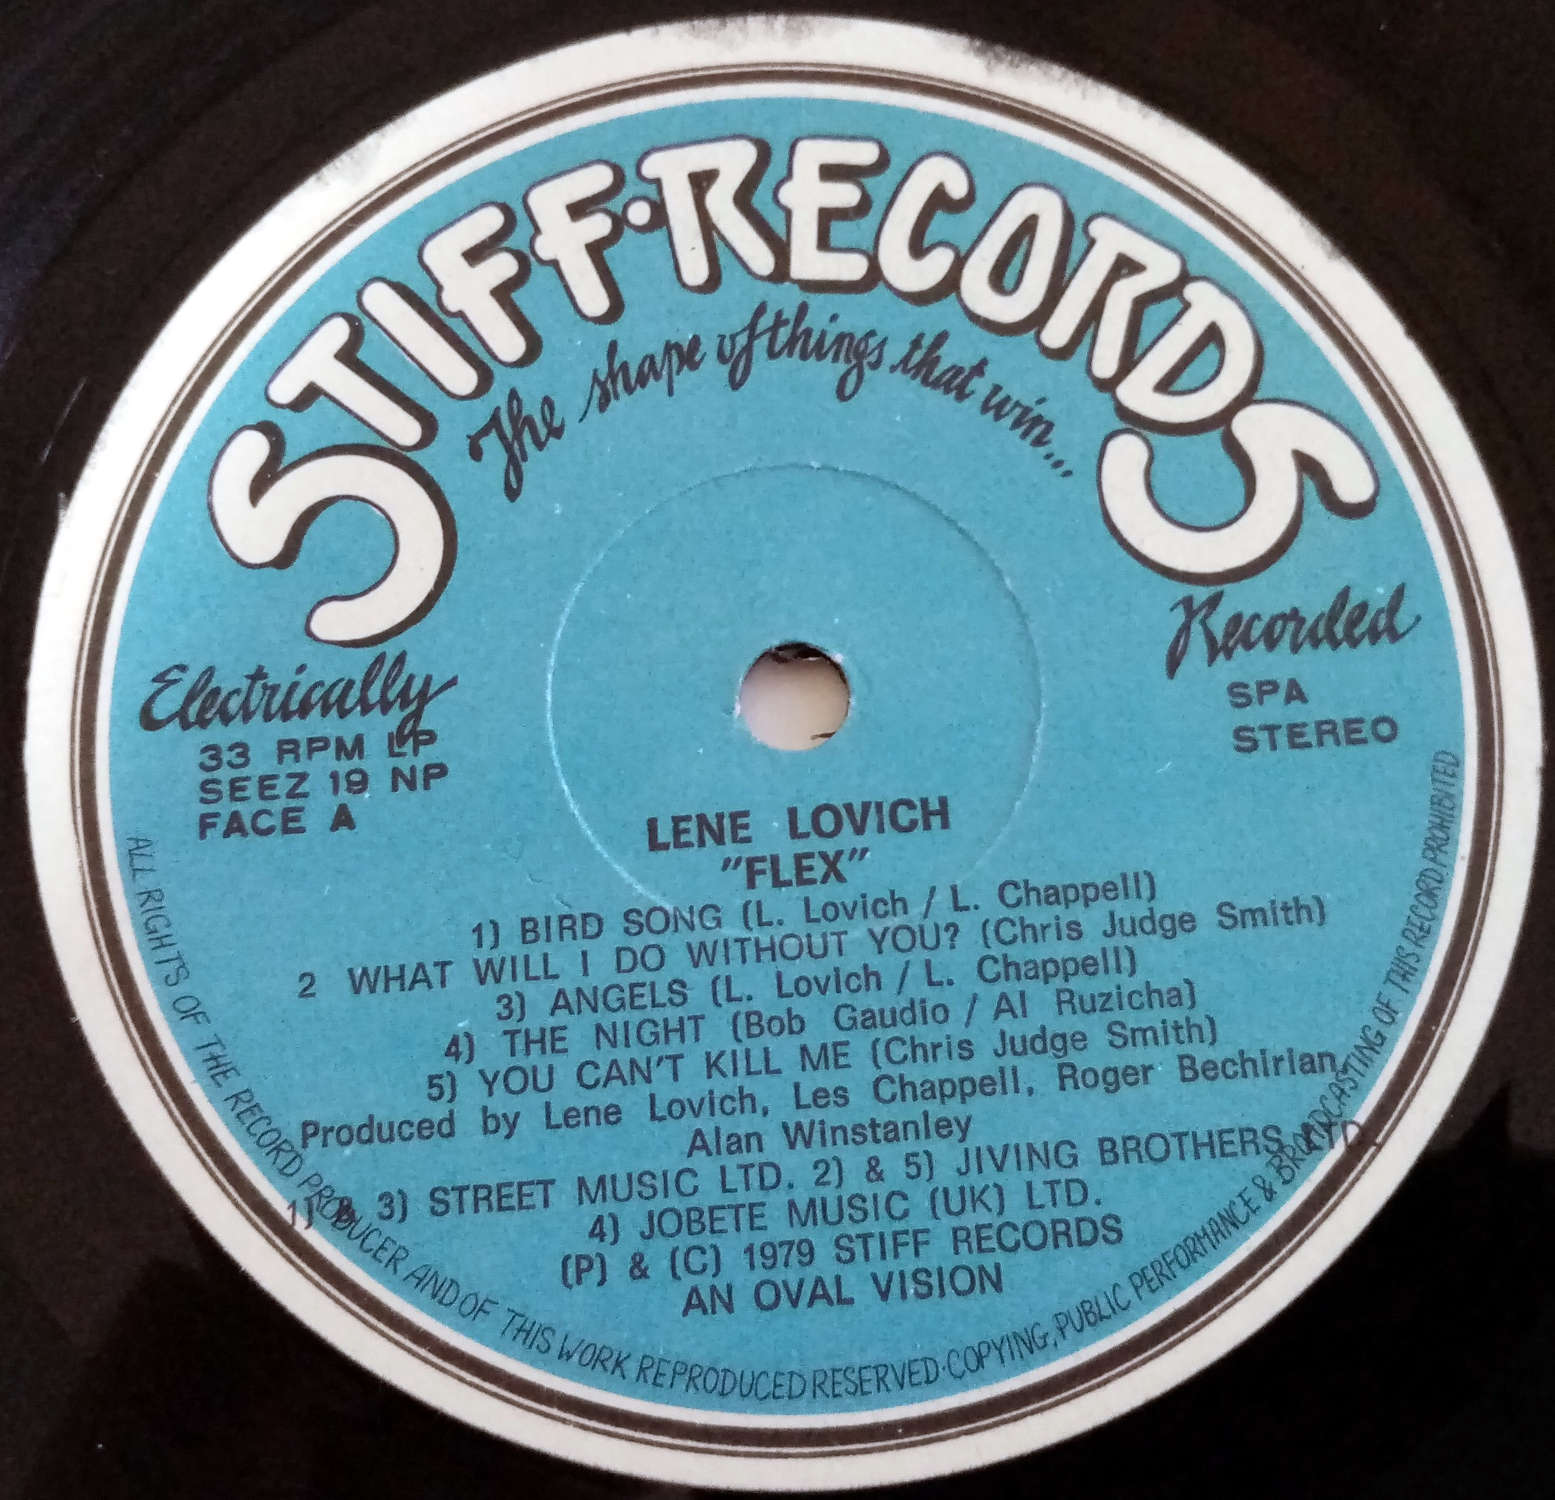 STIFF·RECORDS
The shape of things that win...
Electrically
Recorded
33 RPM LP
SEEZ 19 NP
FACE A
SPA
STEREO
LENE LOVICH
"FLEX"
1) BIRD SONG (L. Lovich / L. Chappell)
2 WHAT WILL I DO WITHOUT YOU? (Chris Judge Smith)
3) ANGELS (L. Lovich / L. Chappell)
4) THE NIGHT (Bob Gaudio / Al Ruzicha)
5) YOU CAN'T KILL ME (Chris Judge Smith)
Produced by Lene Lovich, Les Chappell, Roger Bechirian,
Alan Winstanley
1) & 3) STREET MUSIC LTD. 2) & 5) JIVING BROTHERS LTD.
4) JOBETE MUSIC (UK) LTD.
(P) & (C) 1979 STIFF RECORDS
AN OVAL VISION
ALL RIGHTS OF THE RECORD PRODUCER AND OF THIS WORK REPRODUCED RESERVED·COPYING, PUBLIC PERFORMANCE & BROADCASTING OF THIS RECORD PROHIBITED